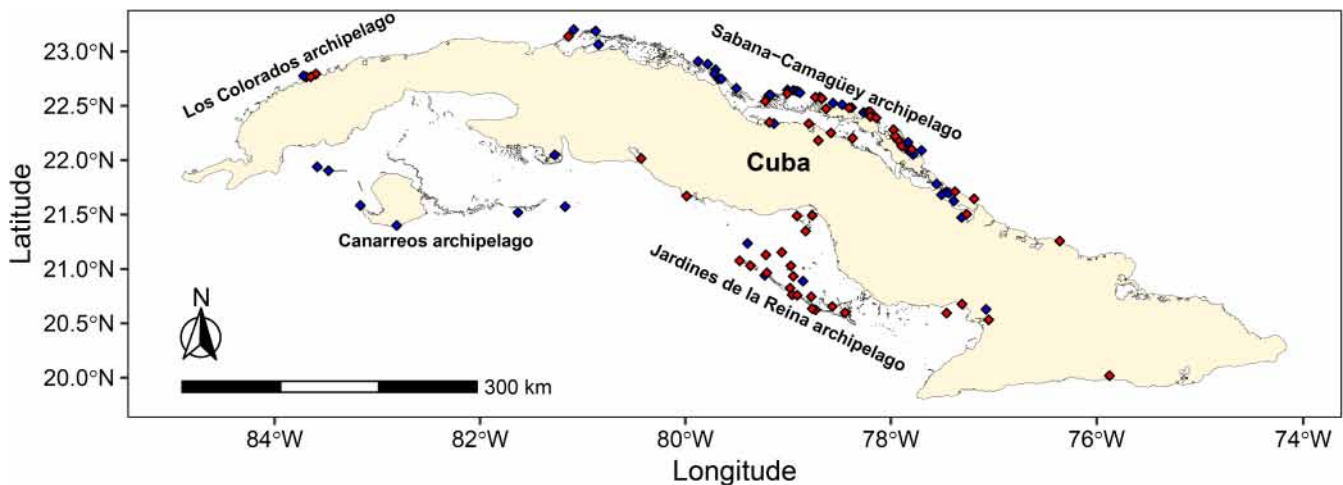 Los Colorados archipelago
Sabana−Camagüey archipelago
Cuba
Canarreos archipelago
Jardines de la Reina archipelago
N
300 km
Latitude
23.0°N
22.5°N
22.0°N
21.5°N
21.0°N
20.5°N
20.0°N
84°W 82°W 80°W 78°W 76°W 74°W
Longitude